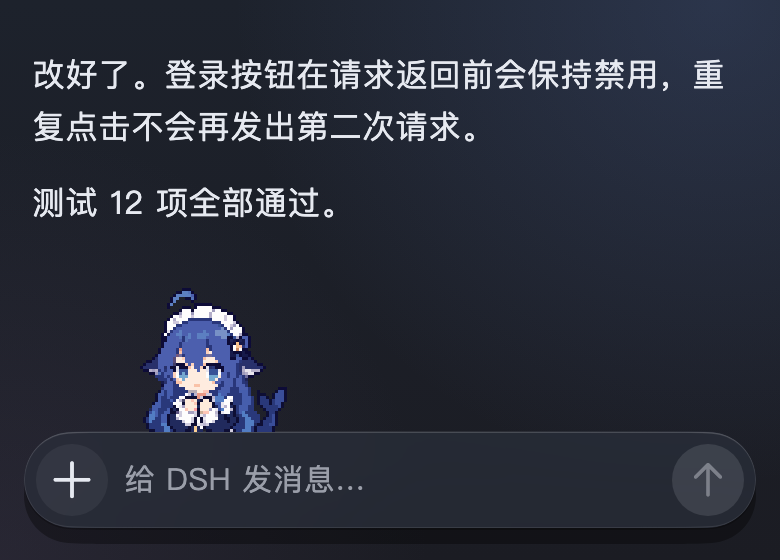 改好了。登录按钮在请求返回前会保持禁用，重
复点击不会再发出第二次请求。
测试 12 项全部通过。
给 DSH 发消息...